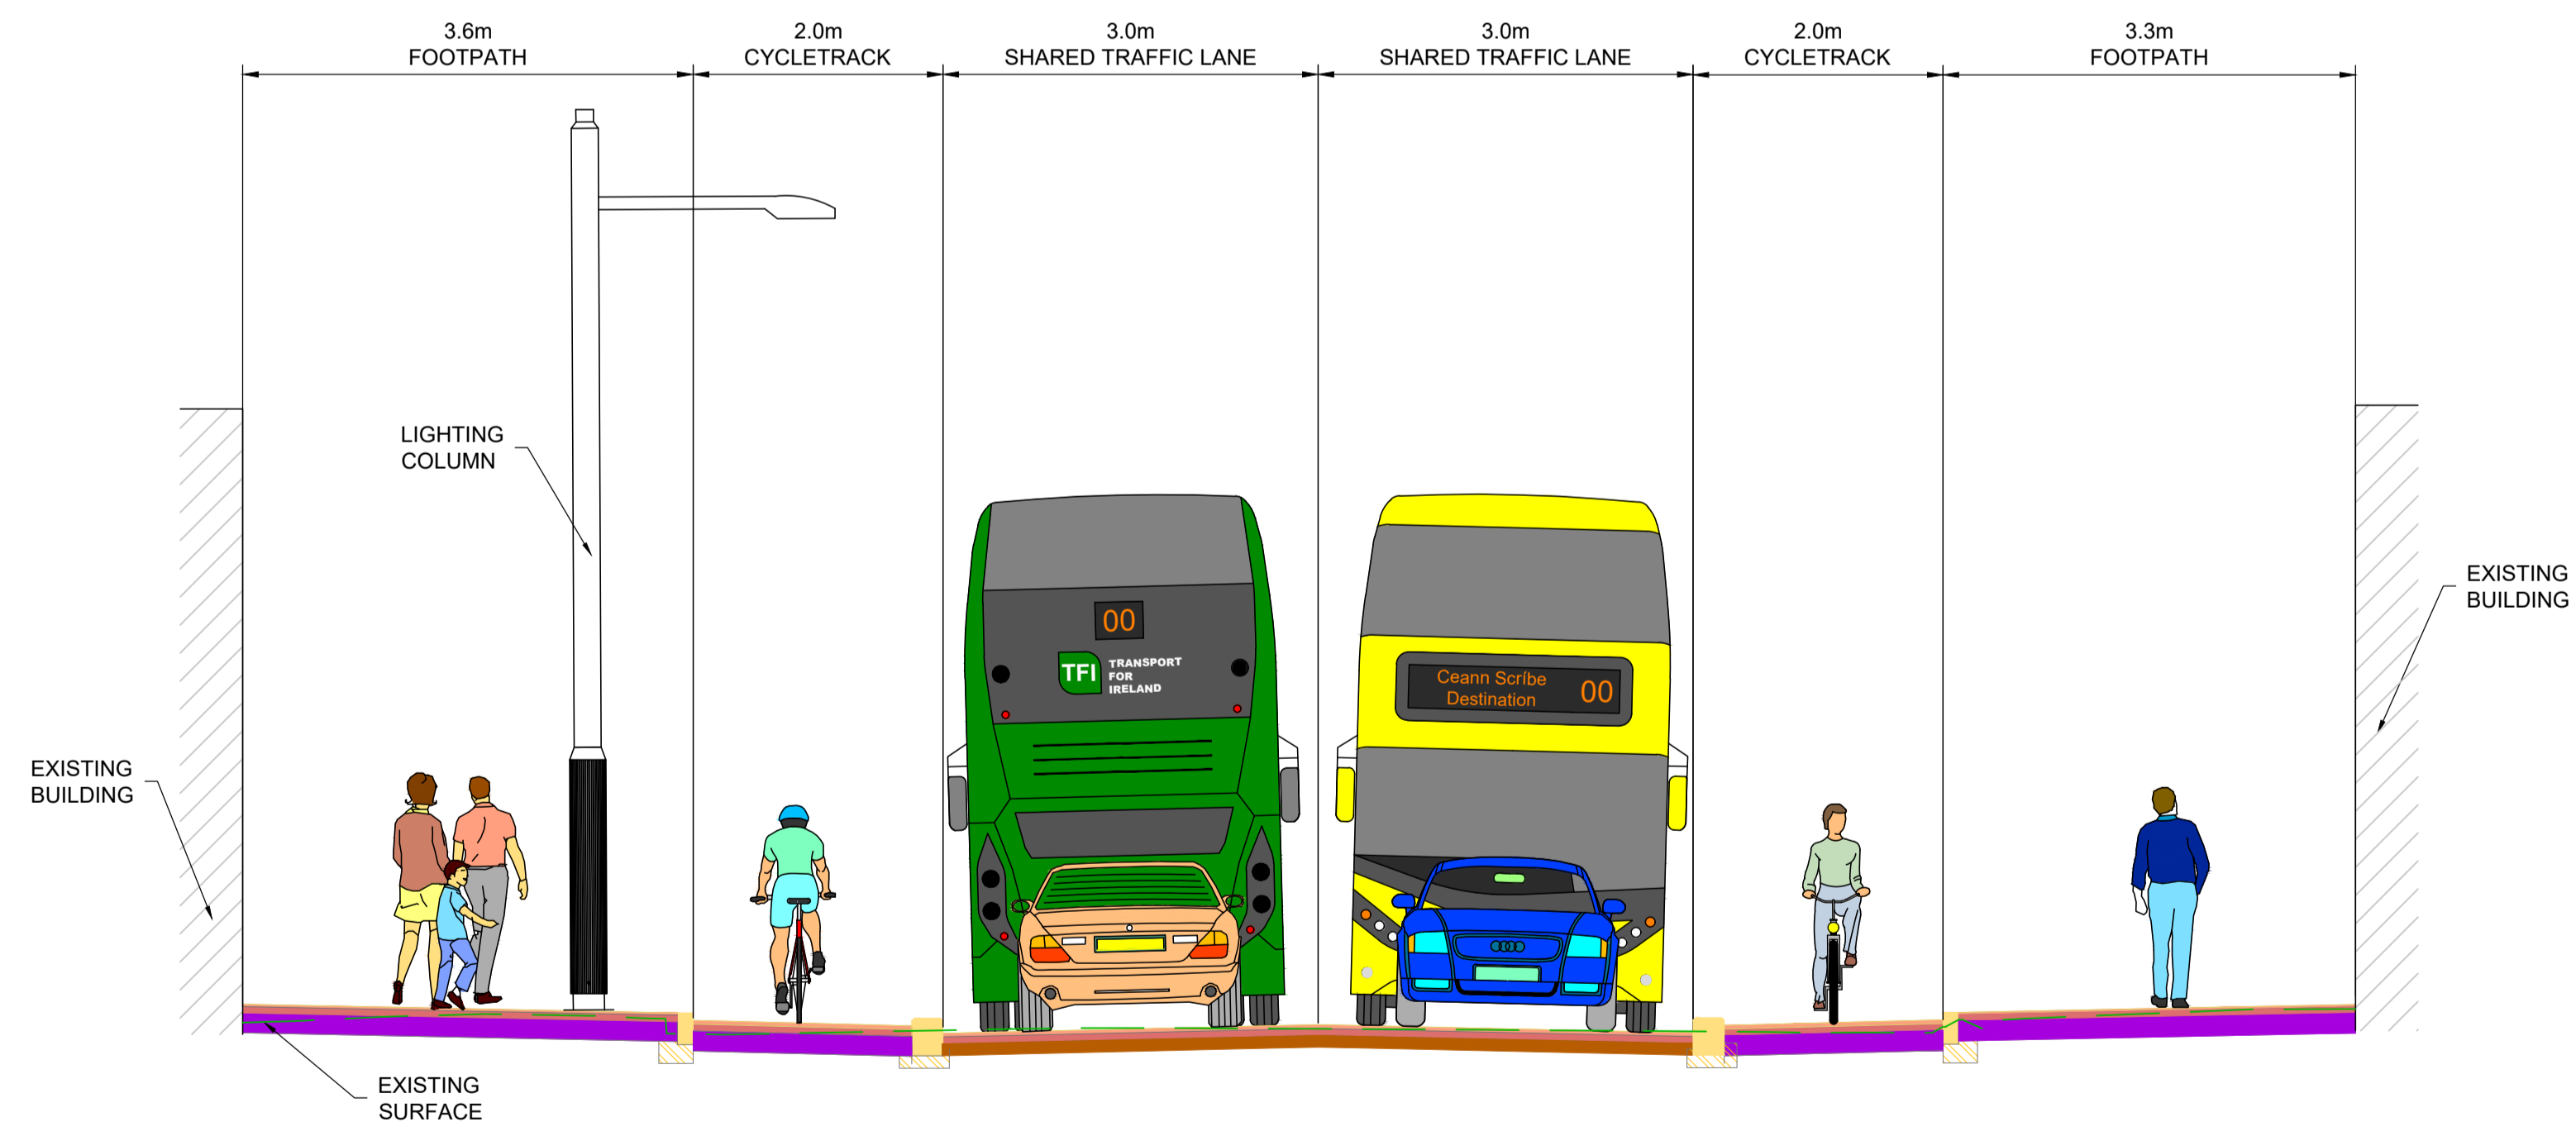 3.6m
FOOTPATH
2.0m
CYCLETRACK
3.0m
SHARED TRAFFIC LANE
3.0m
SHARED TRAFFIC LANE
2.0m
CYCLETRACK
3.3m
FOOTPATH
LIGHTING
COLUMN
EXISTING
BUILDING
00
TFI
TRANSPORT
FOR
IRELAND
Ceann Scríbe
Destination
00
EXISTING
BUILDING
EXISTING
SURFACE